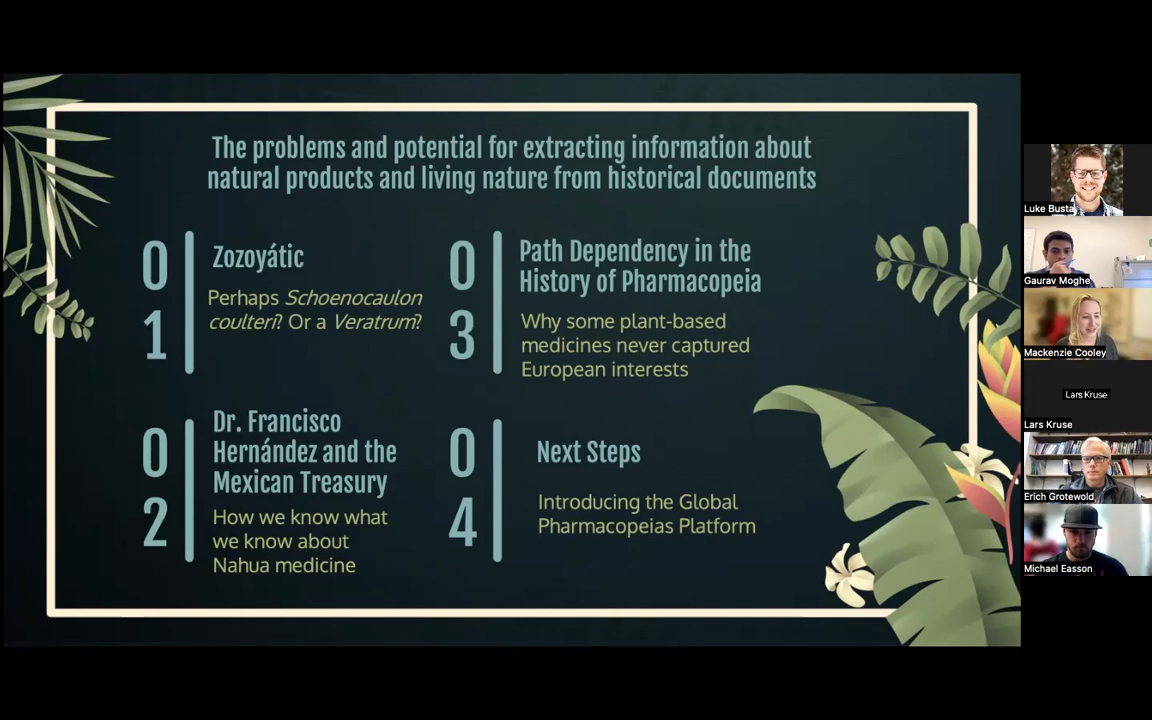 The problems and potential for extracting information about
natural products and living nature from historical documents
01
Zozoyátic
Perhaps Schoenocaulon
coulteri? Or a Veratrum?
02
Dr. Francisco
Hernández and the
Mexican Treasury
How we know what
we know about
Nahua medicine
03
Path Dependency in the
History of Pharmacopeia
Why some plant-based
medicines never captured
European interests
04
Next Steps
Introducing the Global
Pharmacopeias Platform
Luke Busta
Gaurav Moghe
Mackenzie Cooley
Lars Kruse
Lars Kruse
Erich Grotewold
Michael Easson